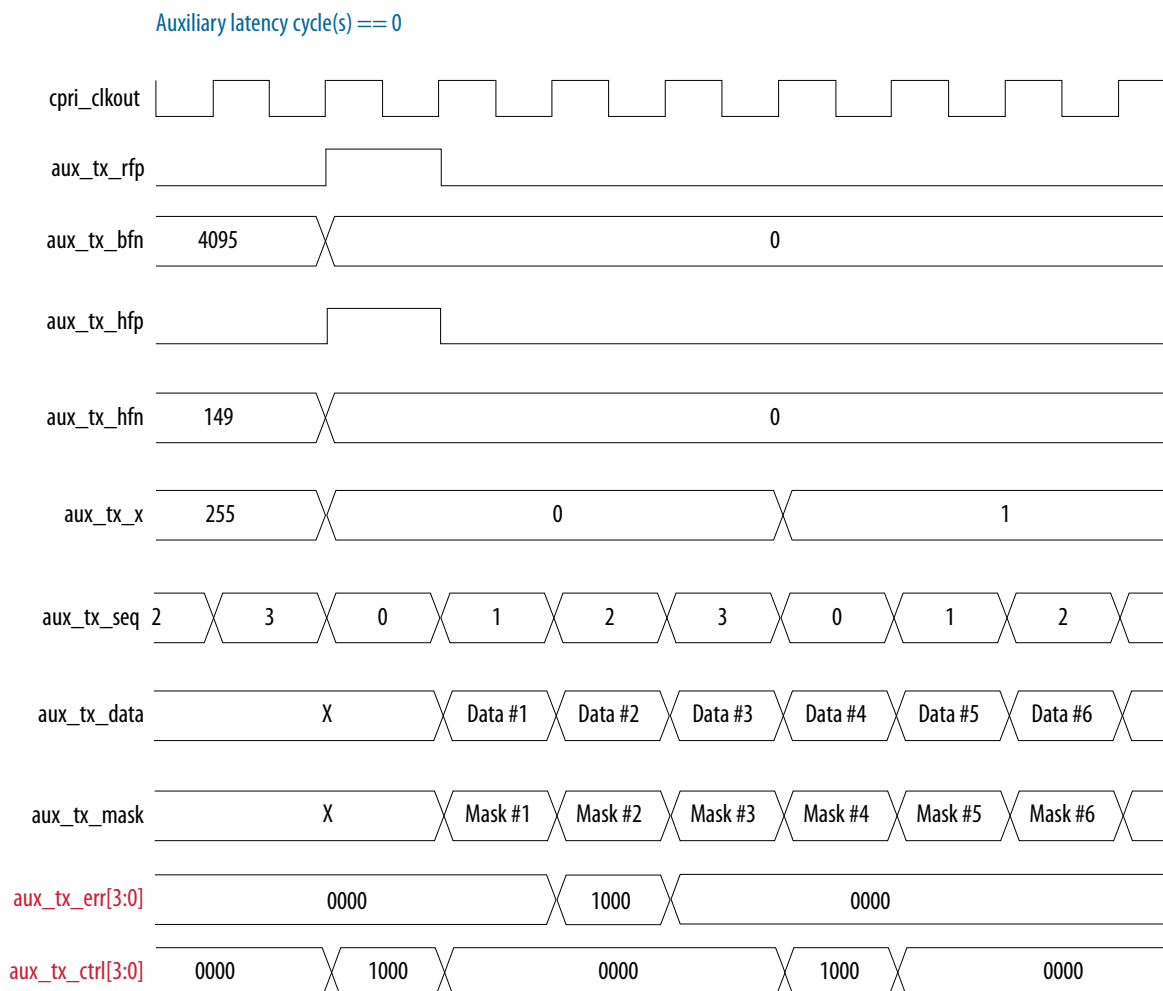 Auxiliary latency cycle(s) == 0
cpri_clkout
aux_tx_rfp
aux_tx_bfn 4095 0
aux_tx_hfp
aux_tx_hfn 149 0
aux_tx_x 255 0 1
aux_tx_seq 2 3 0 1 2 3 0 1 2
aux_tx_data X Data #1 Data #2 Data #3 Data #4 Data #5 Data #6
aux_tx_mask X Mask #1 Mask #2 Mask #3 Mask #4 Mask #5 Mask #6
aux_tx_err[3:0] 0000 1000 0000
aux_tx_ctrl[3:0] 0000 1000 0000 1000 0000